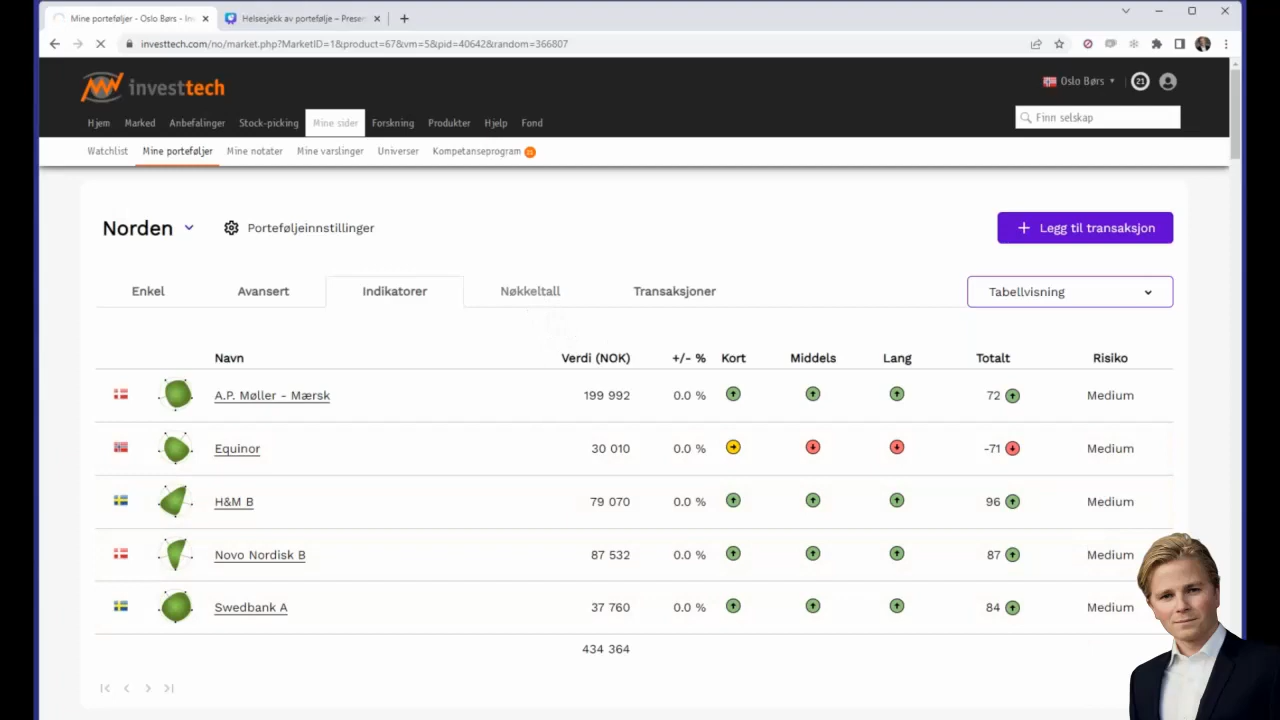 Mine porteføljer - Oslo Børs - Inv
Helsesjekk av portefølje – Presen
investtech.com/no/market.php?MarketID=1&product=67&vm=5&pid=40642&random=366807
investtech
Oslo Børs
21
Hjem Marked Anbefalinger Stock-picking Mine sider Forskning Produkter Hjelp Fond
Finn selskap
Watchlist Mine porteføljer Mine notater Mine varslinger Universer Kompetanseprogram
Norden Porteføljeinnstillinger
+ Legg til transaksjon
Enkel Avansert Indikatorer Nøkkeltall Transaksjoner
Tabellvisning
Navn Verdi (NOK) +/- % Kort Middels Lang Totalt Risiko
A.P. Møller - Mærsk 199 992 0.0 % 72 Medium
Equinor 30 010 0.0 % -71 Medium
H&M B 79 070 0.0 % 96 Medium
Novo Nordisk B 87 532 0.0 % 87 Medium
Swedbank A 37 760 0.0 % 84 Medium
434 364